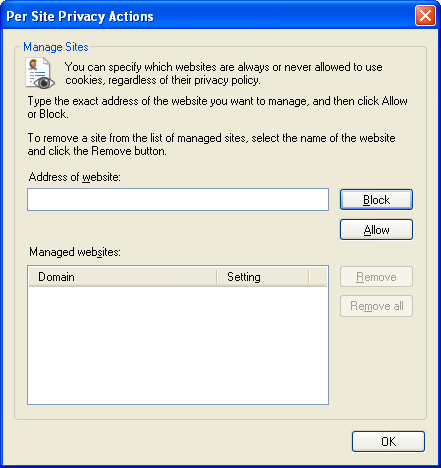 Per Site Privacy Actions
Manage Sites
You can specify which websites are always or never allowed to use
cookies, regardless of their privacy policy.
Type the exact address of the website you want to manage, and then click Allow
or Block.
To remove a site from the list of managed sites, select the name of the website
and click the Remove button.
Address of website:
Block
Allow
Managed websites:
Domain Setting
Remove
Remove all
OK